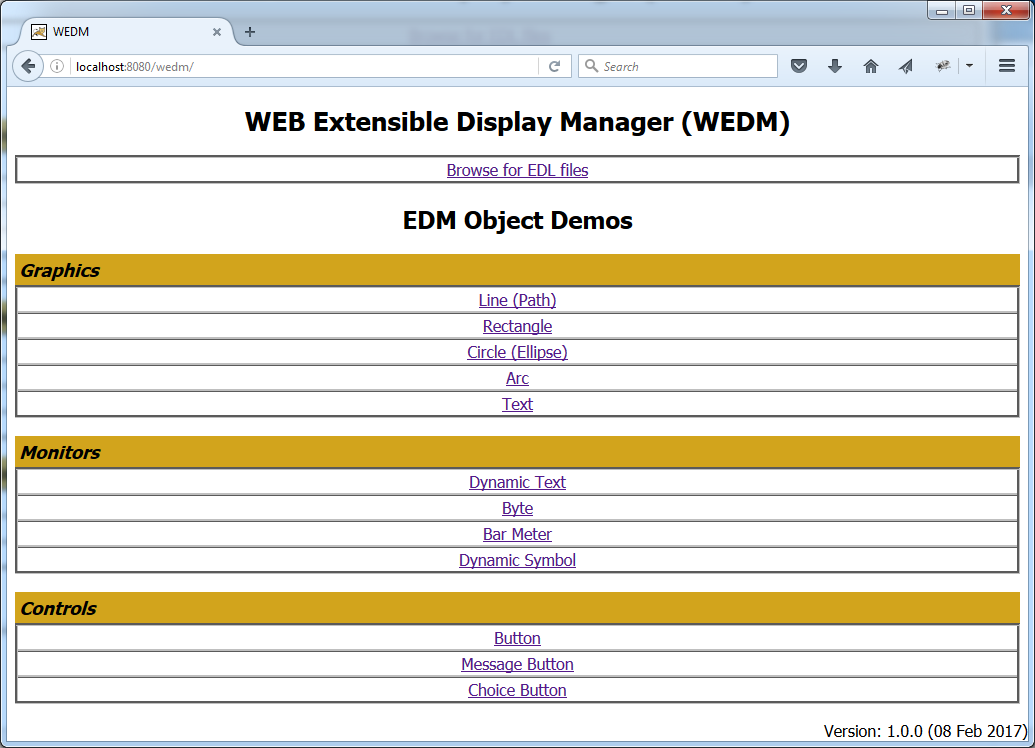 WEDM
localhost:8080/wedm/
Search
WEB Extensible Display Manager (WEDM)
Browse for EDL files
EDM Object Demos
Graphics
Line (Path)
Rectangle
Circle (Ellipse)
Arc
Text
Monitors
Dynamic Text
Byte
Bar Meter
Dynamic Symbol
Controls
Button
Message Button
Choice Button
Version: 1.0.0 (08 Feb 2017)